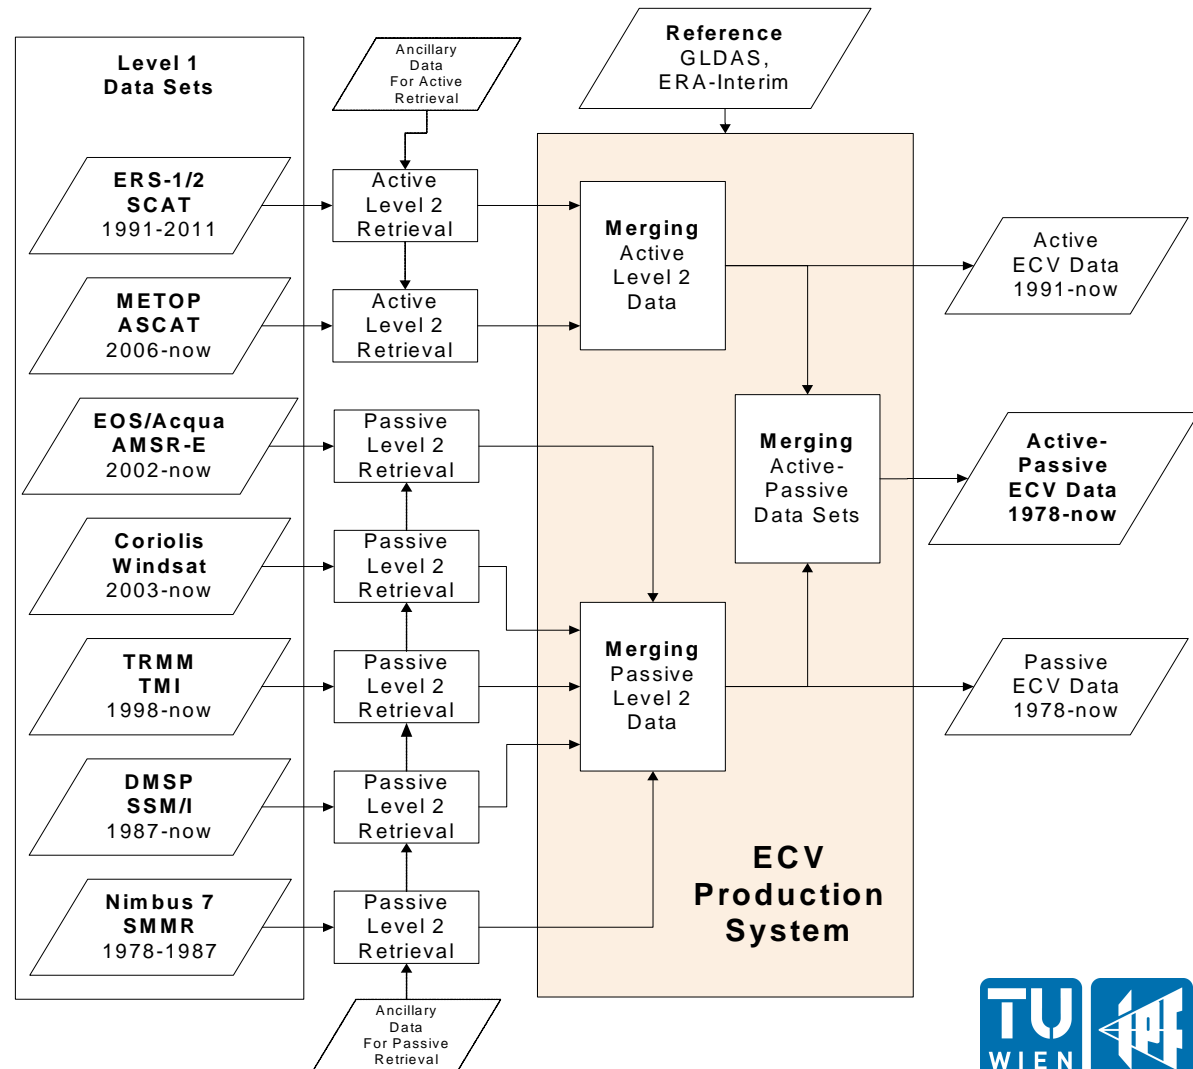 Level 1
Data Sets
Ancillary
Data
For Active
Retrieval
Reference
GLDAS,
ERA-Interim
ERS-1/2
SCAT
1991-2011
Active
Level 2
Retrieval
Merging
Active
Level 2
Data
Active
ECV Data
1991-now
METOP
ASCAT
2006-now
Active
Level 2
Retrieval
EOS/Acqua
AMSR-E
2002-now
Passive
Level 2
Retrieval
Merging
Active-
Passive
Data Sets
Active-
Passive
ECV Data
1978-now
Coriolis
Windsat
2003-now
Passive
Level 2
Retrieval
TRMM
TMI
1998-now
Passive
Level 2
Retrieval
Merging
Passive
Level 2
Data
Passive
ECV Data
1978-now
DMSP
SSM/I
1987-now
Passive
Level 2
Retrieval
Nimbus 7
SMMR
1978-1987
Passive
Level 2
Retrieval
ECV
Production
System
Ancillary
Data
For Passive
Retrieval
TU
WIEN
IPF